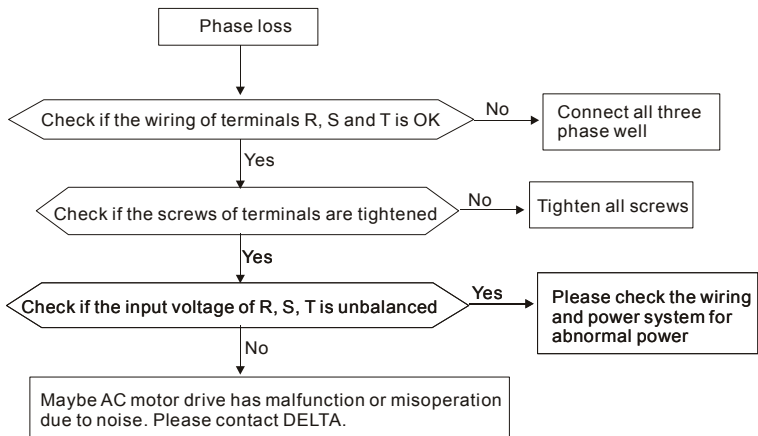 Phase loss
Check if the wiring of terminals R, S and T is OK
No
Connect all three
phase well
Yes
Check if the screws of terminals are tightened
No
Tighten all screws
Yes
Check if the input voltage of R, S, T is unbalanced
Yes
Please check the wiring
and power system for
abnormal power
No
Maybe AC motor drive has malfunction or misoperation
due to noise. Please contact DELTA.